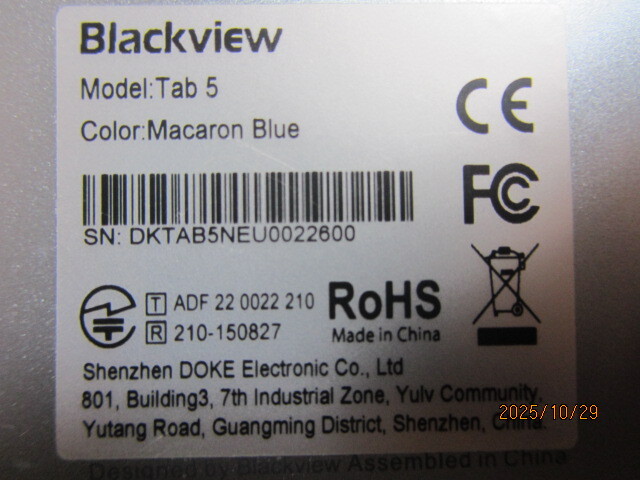 Blackview
Model:Tab 5
Color:Macaron Blue
CE
FC
SN: DKTAB5NEU0022600
T ADF 22 0022 210
R 210-150827
RoHS
Made in China
Shenzhen DOKE Electronic Co., Ltd
801, Building3, 7th Industrial Zone, Yulv Community,
Yutang Road, Guangming District, Shenzhen, China.
2025/10/29
Designed by Blackview Assembled in China